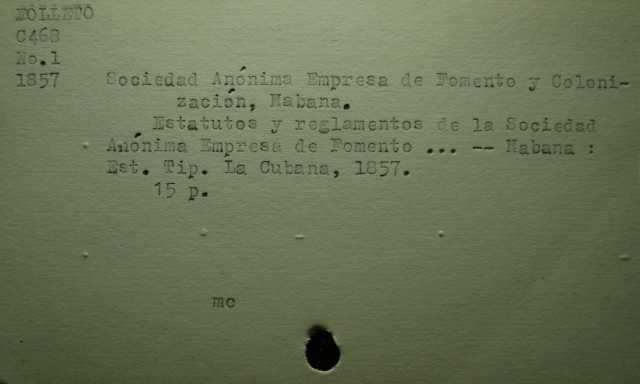 FOLLETO
C468
No.1
1857 Sociedad Anónima Empresa de Fomento y Coloni-
zación, Habana.
Estatutos y reglamentos de la Sociedad
Anónima Empresa de Fomento ... -- Habana :
Est. Tip. La Cubana, 1857.
15 p.
mc